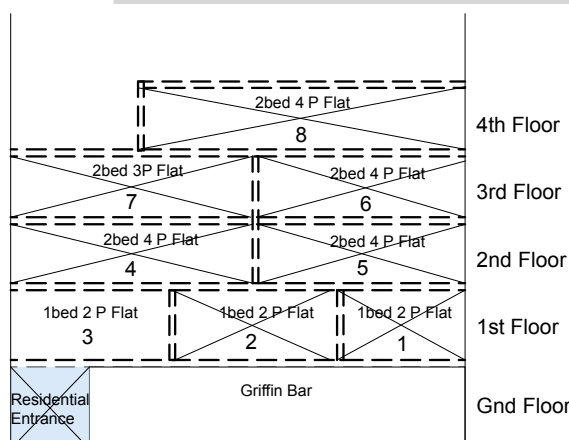 2bed 4 P Flat
8
4th Floor
2bed 3P Flat
2bed 4 P Flat
7
6
3rd Floor
2bed 4 P Flat
2bed 4 P Flat
4
5
2nd Floor
1bed 2 P Flat
1bed 2 P Flat
1bed 2 P Flat
3
2
1
1st Floor
Griffin Bar
Residential
Entrance
Gnd Floor